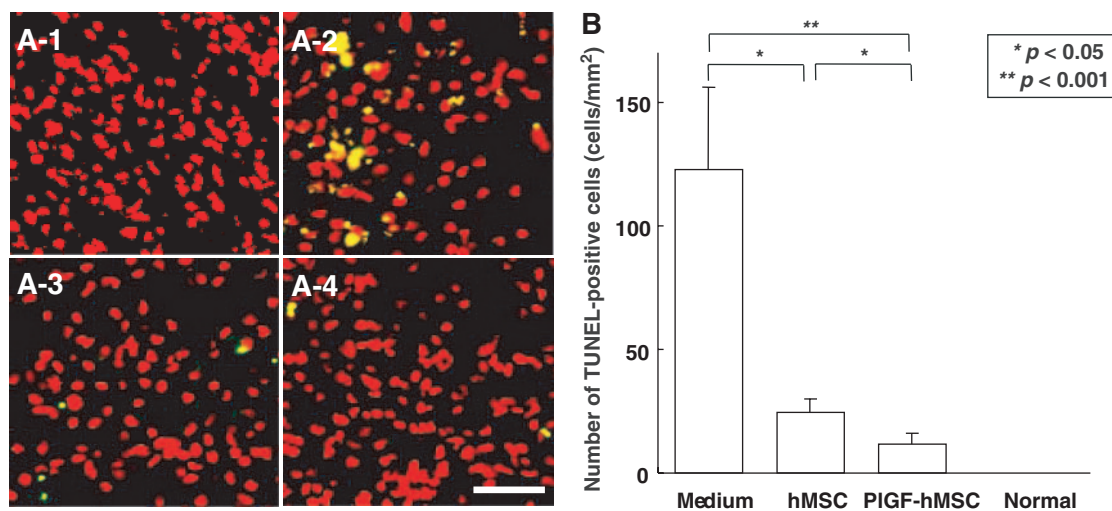 A-1
A-2
A-3
A-4
B
Number of TUNEL-positive cells (cells/mm²)
150
100
50
0
**
*
*
* p < 0.05
** p < 0.001
Medium
hMSC
PlGF-hMSC
Normal